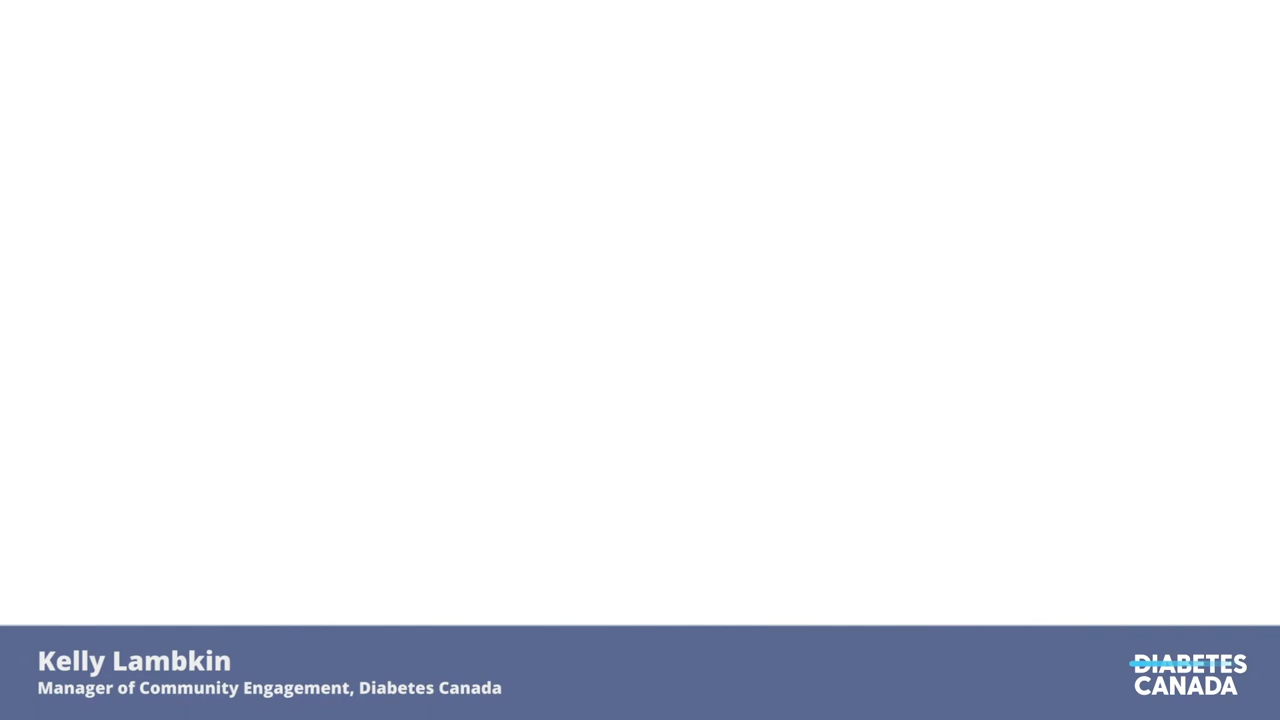 Kelly Lambkin
Manager of Community Engagement, Diabetes Canada
DIABETES
CANADA